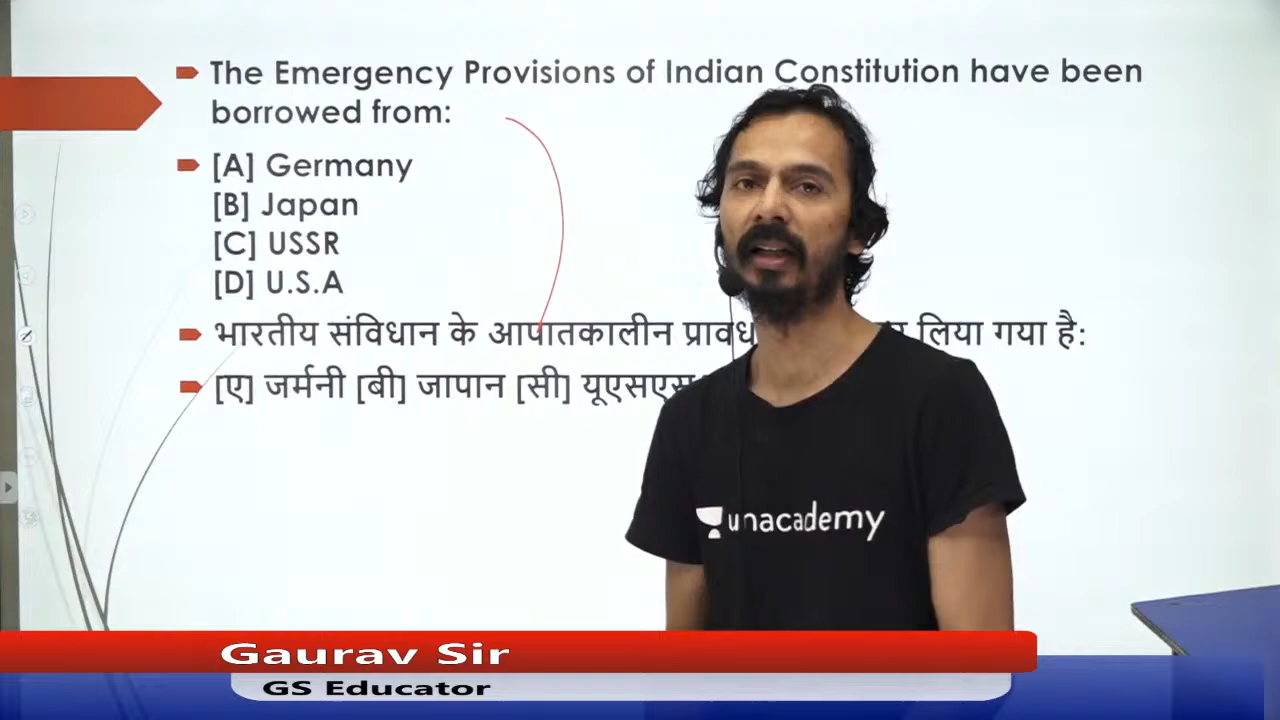 The Emergency Provisions of Indian Constitution have been
borrowed from:
[A] Germany
[B] Japan
[C] USSR
[D] U.S.A
भारतीय संविधान के आपातकालीन लिया गया है:
[ए] जर्मनी [बी] जापान [सी]
unacademy
Gaurav Sir
GS Educator